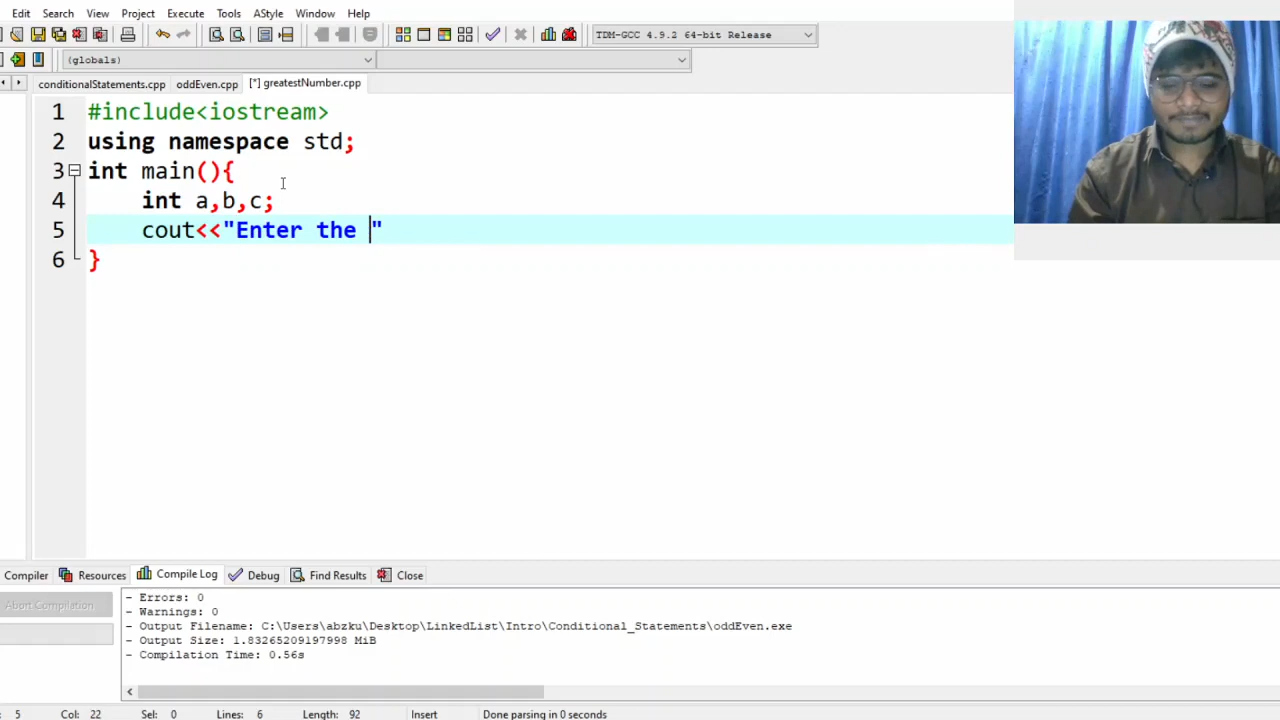 Edit Search View Project Execute Tools AStyle Window Help
TDM-GCC 4.9.2 64-bit Release
(globals)
conditionalStatements.cpp oddEven.cpp [*] greatestNumber.cpp
1 #include<iostream>
2 using namespace std;
3 int main(){
4 int a,b,c;
5 cout<<"Enter the "
6 }
Compiler Resources Compile Log Debug Find Results Close
Abort Compilation
- Errors: 0
- Warnings: 0
- Output Filename: C:\Users\abzku\Desktop\LinkedList\Intro\Conditional_Statements\oddEven.exe
- Output Size: 1.83265209197998 MiB
- Compilation Time: 0.56s
5 Col: 22 Sel: 0 Lines: 6 Length: 92 Insert Done parsing in 0 seconds